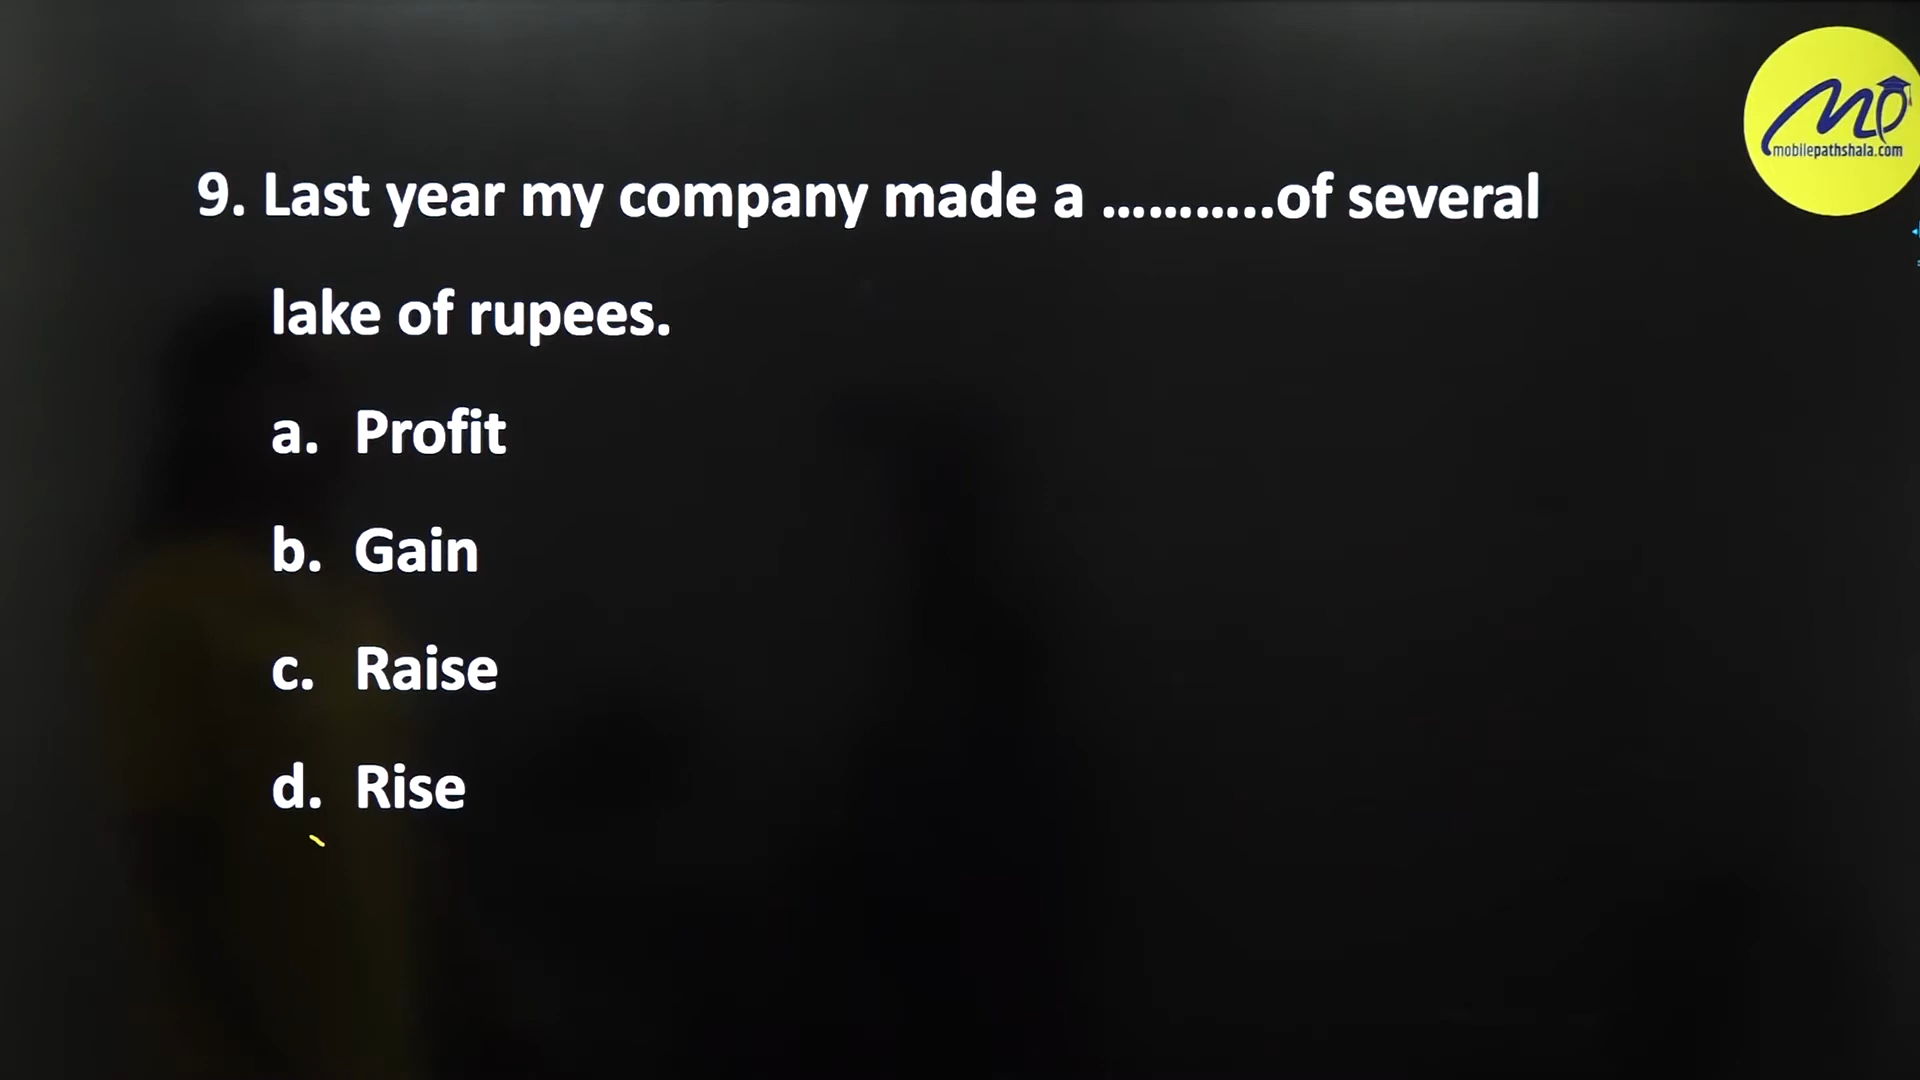 mobilepathshala.com
9. Last year my company made a ...........of several
lake of rupees.
a. Profit
b. Gain
c. Raise
d. Rise